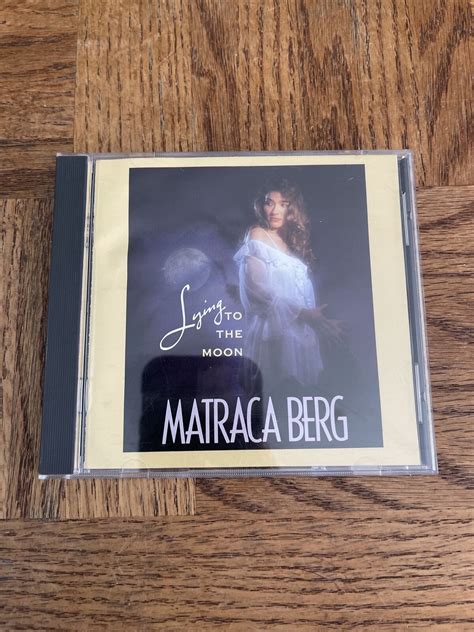 Lying TO
THE
MOON
MATRACA BERG